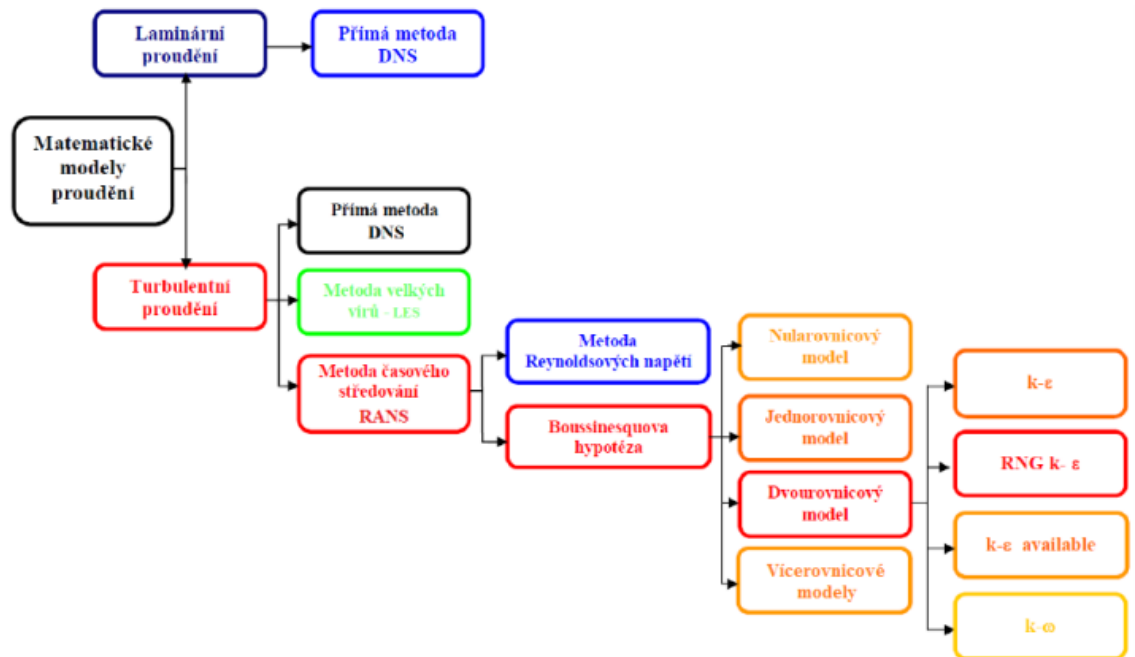 Laminární
proudění
Přímá metoda
DNS
Matematické
modely
proudění
Přímá metoda
DNS
Turbulentní
proudění
Metoda velkých
vírů - LES
Metoda časového
středování
RANS
Metoda
Reynoldsových napětí
Boussinesquova
hypotéza
Nularovnicový
model
Jednorovnicový
model
Dvourovnicový
model
Vícerovnicové
modely
k-ε
RNG k- ε
k-ε available
k-ω